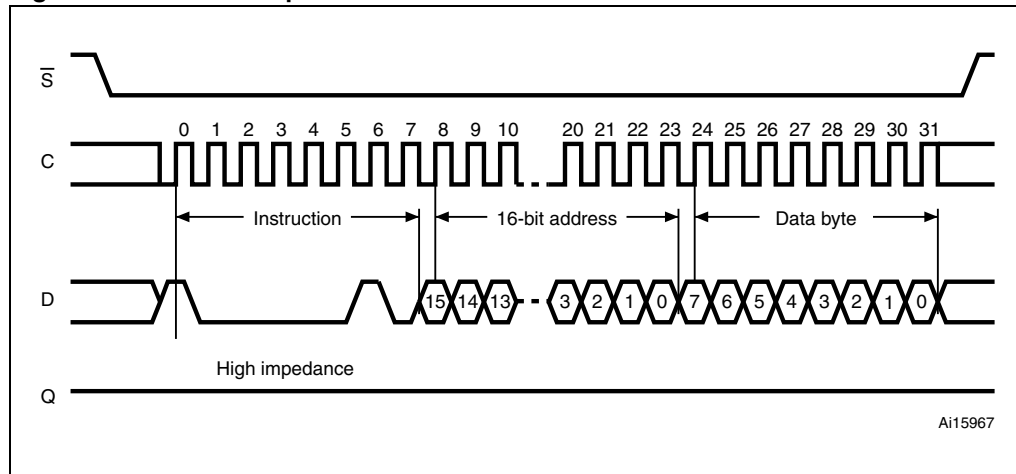 S
0 1 2 3 4 5 6 7 8 9 10 20 21 22 23 24 25 26 27 28 29 30 31
C
Instruction 16-bit address Data byte
D 15 14 13 3 2 1 0 7 6 5 4 3 2 1 0
High impedance
Q
Ai15967